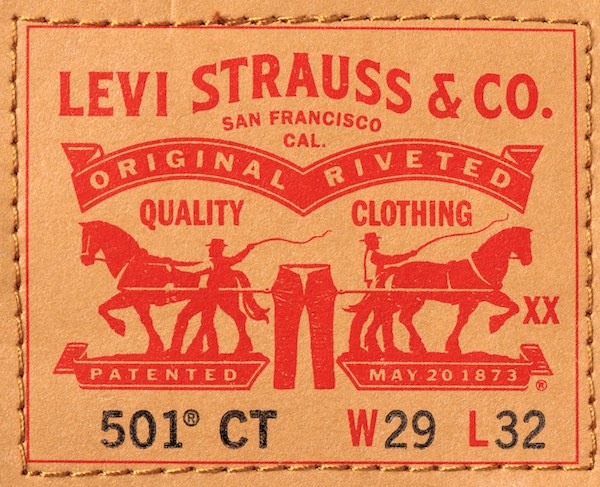 LEVI STRAUSS & CO.
SAN FRANCISCO
CAL.
ORIGINAL RIVETED
QUALITY CLOTHING
XX
PATENTED MAY 20 1873 ®
501® CT W29 L32